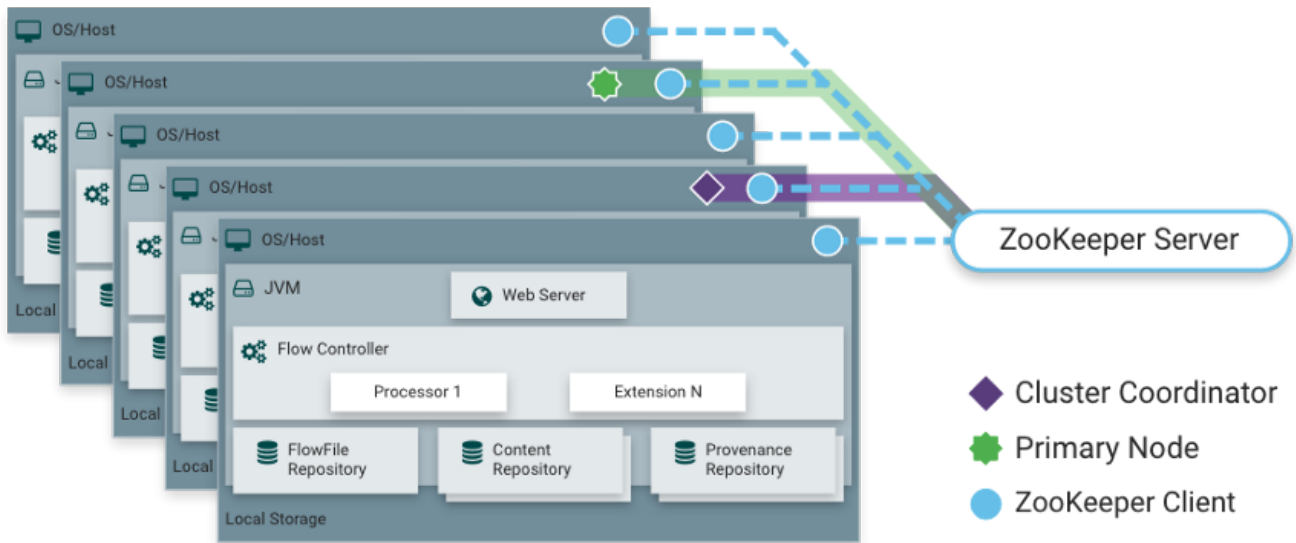 OS/Host
OS/Host
OS/Host
OS/Host
OS/Host
JVM
Web Server
Flow Controller
Processor 1
Extension N
FlowFile
Repository
Content
Repository
Provenance
Repository
Local Storage
Local
Local
Local
Local
ZooKeeper Server
Cluster Coordinator
Primary Node
ZooKeeper Client